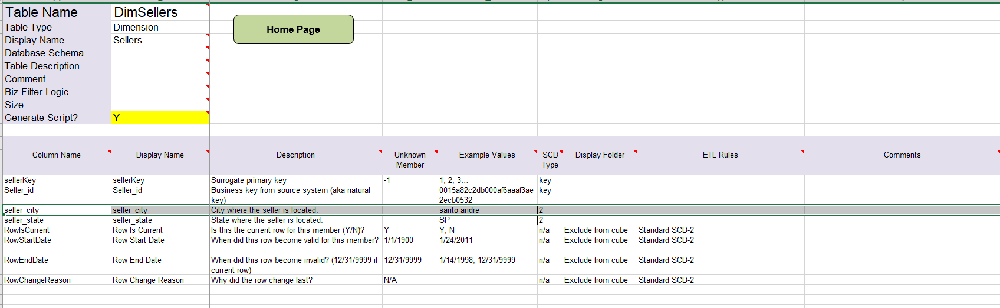 Table Name DimSellers
Table Type Dimension
Home Page
Display Name Sellers
Database Schema
Table Description
Comment
Biz Filter Logic
Size
Generate Script? Y
Column Name Display Name Description Unknown Member Example Values SCD Type Display Folder ETL Rules Comments
sellerKey sellerKey Surrogate primary key -1 1, 2, 3... key
Seller_id Seller_id Business key from source system (aka natural key) 0015a82c2db000af6aaaf3ae2ecb0532 key
seller_city seller_city City where the seller is located. santo andre 2
seller_state seller_state State where the seller is located. SP 2
RowIsCurrent Row Is Current Is this the current row for this member (Y/N)? Y Y, N n/a Exclude from cube Standard SCD-2
RowStartDate Row Start Date When did this row become valid for this member? 1/1/1900 1/24/2011 n/a Exclude from cube Standard SCD-2
RowEndDate Row End Date When did this row become invalid? (12/31/9999 if current row) 12/31/9999 1/14/1998, 12/31/9999 n/a Exclude from cube Standard SCD-2
RowChangeReason Row Change Reason Why did the row change last? N/A n/a Exclude from cube Standard SCD-2